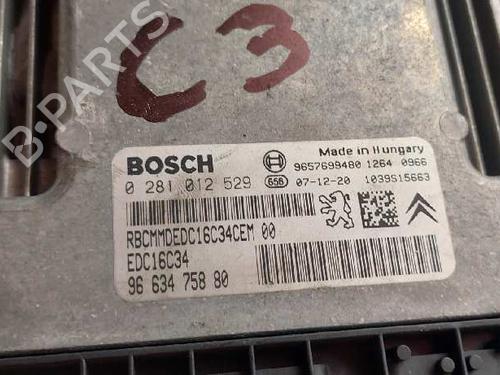 C3
B-PARTS
BOSCH
Made in Hungary
9657699480 1264 0966
0 281 012 529
656 07-12-20 1039S15663
RBCMMDEDC16C34CEM 00
EDC16C34
96 634 758 80